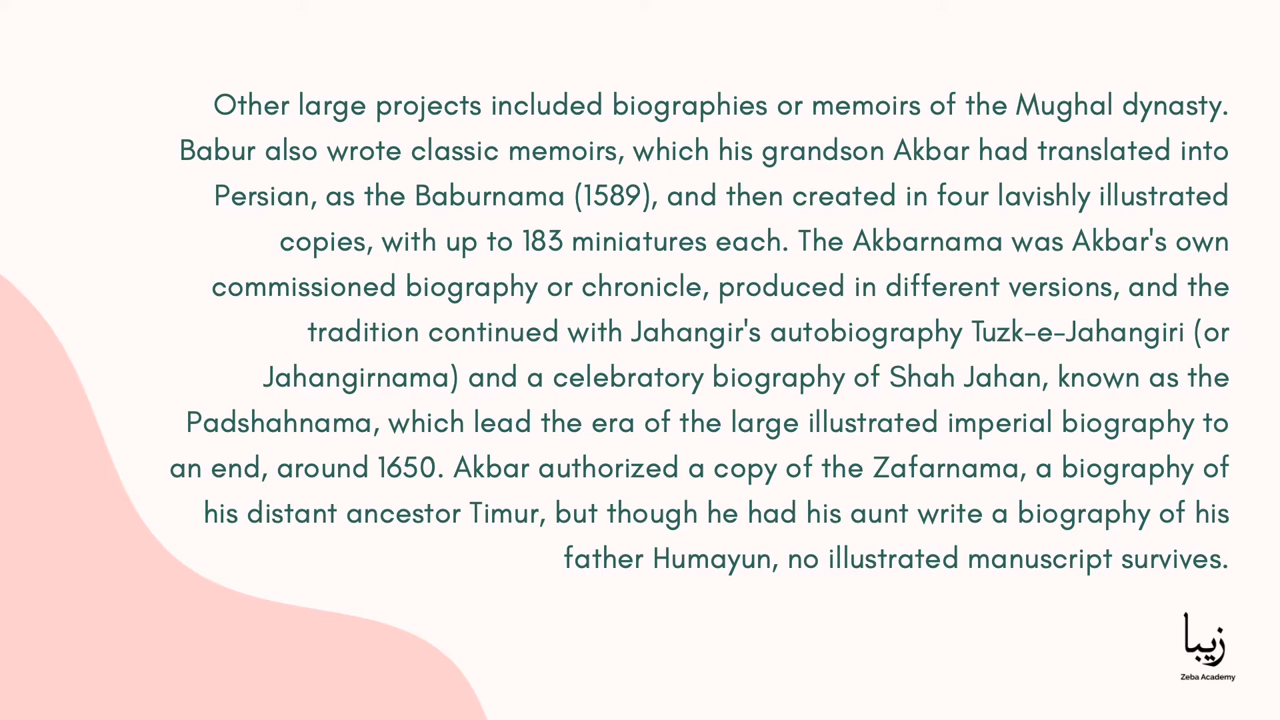 Other large projects included biographies or memoirs of the Mughal dynasty.
Babur also wrote classic memoirs, which his grandson Akbar had translated into
Persian, as the Baburnama (1589), and then created in four lavishly illustrated
copies, with up to 183 miniatures each. The Akbarnama was Akbar's own
commissioned biography or chronicle, produced in different versions, and the
tradition continued with Jahangir's autobiography Tuzk-e-Jahangiri (or
Jahangirnama) and a celebratory biography of Shah Jahan, known as the
Padshahnama, which lead the era of the large illustrated imperial biography to
an end, around 1650. Akbar authorized a copy of the Zafarnama, a biography of
his distant ancestor Timur, but though he had his aunt write a biography of his
father Humayun, no illustrated manuscript survives.
زیبا
Zeba Academy